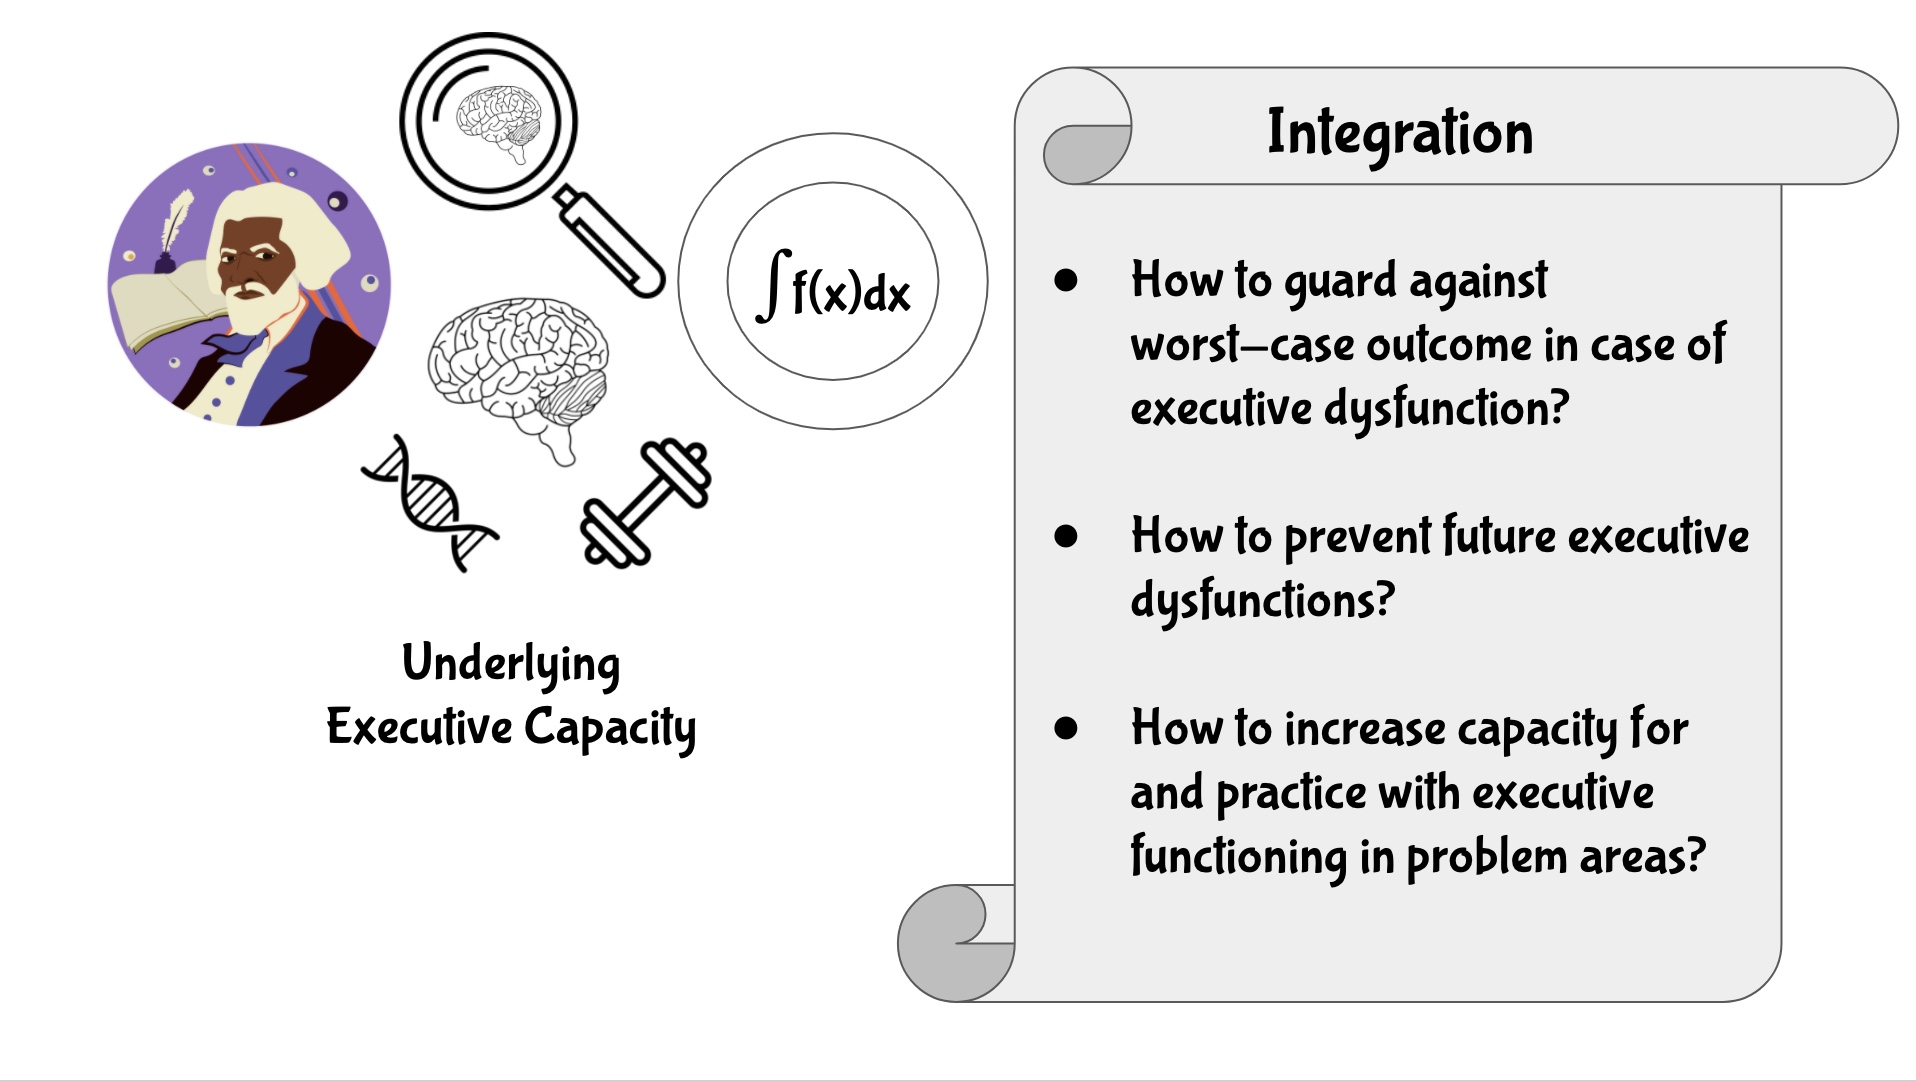 ∫f(x)dx
Underlying
Executive Capacity
Integration
● How to guard against
worst-case outcome in case of
executive dysfunction?
● How to prevent future executive
dysfunctions?
● How to increase capacity for
and practice with executive
functioning in problem areas?